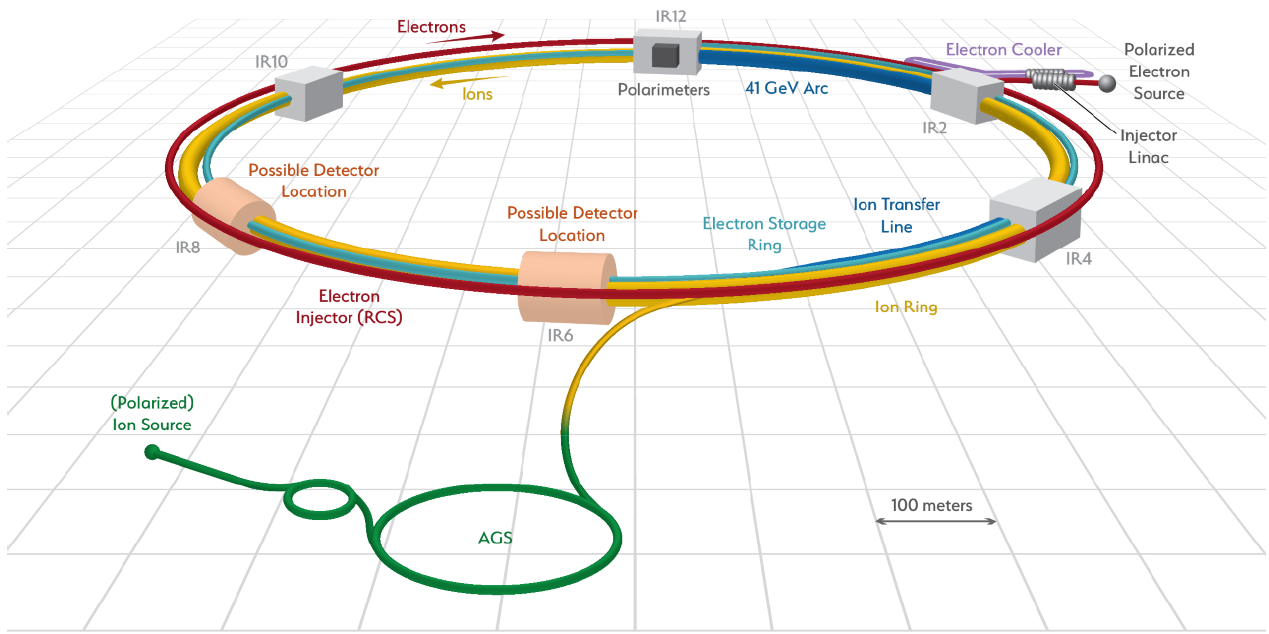 IR12
Electrons
Electron Cooler
Polarized
Electron
Source
IR10
Ions
Polarimeters
41 GeV Arc
IR2
Injector
Linac
Possible Detector
Location
Possible Detector
Location
Electron Storage
Ring
Ion Transfer
Line
IR8
IR4
Electron
Injector (RCS)
IR6
Ion Ring
(Polarized)
Ion Source
100 meters
AGS